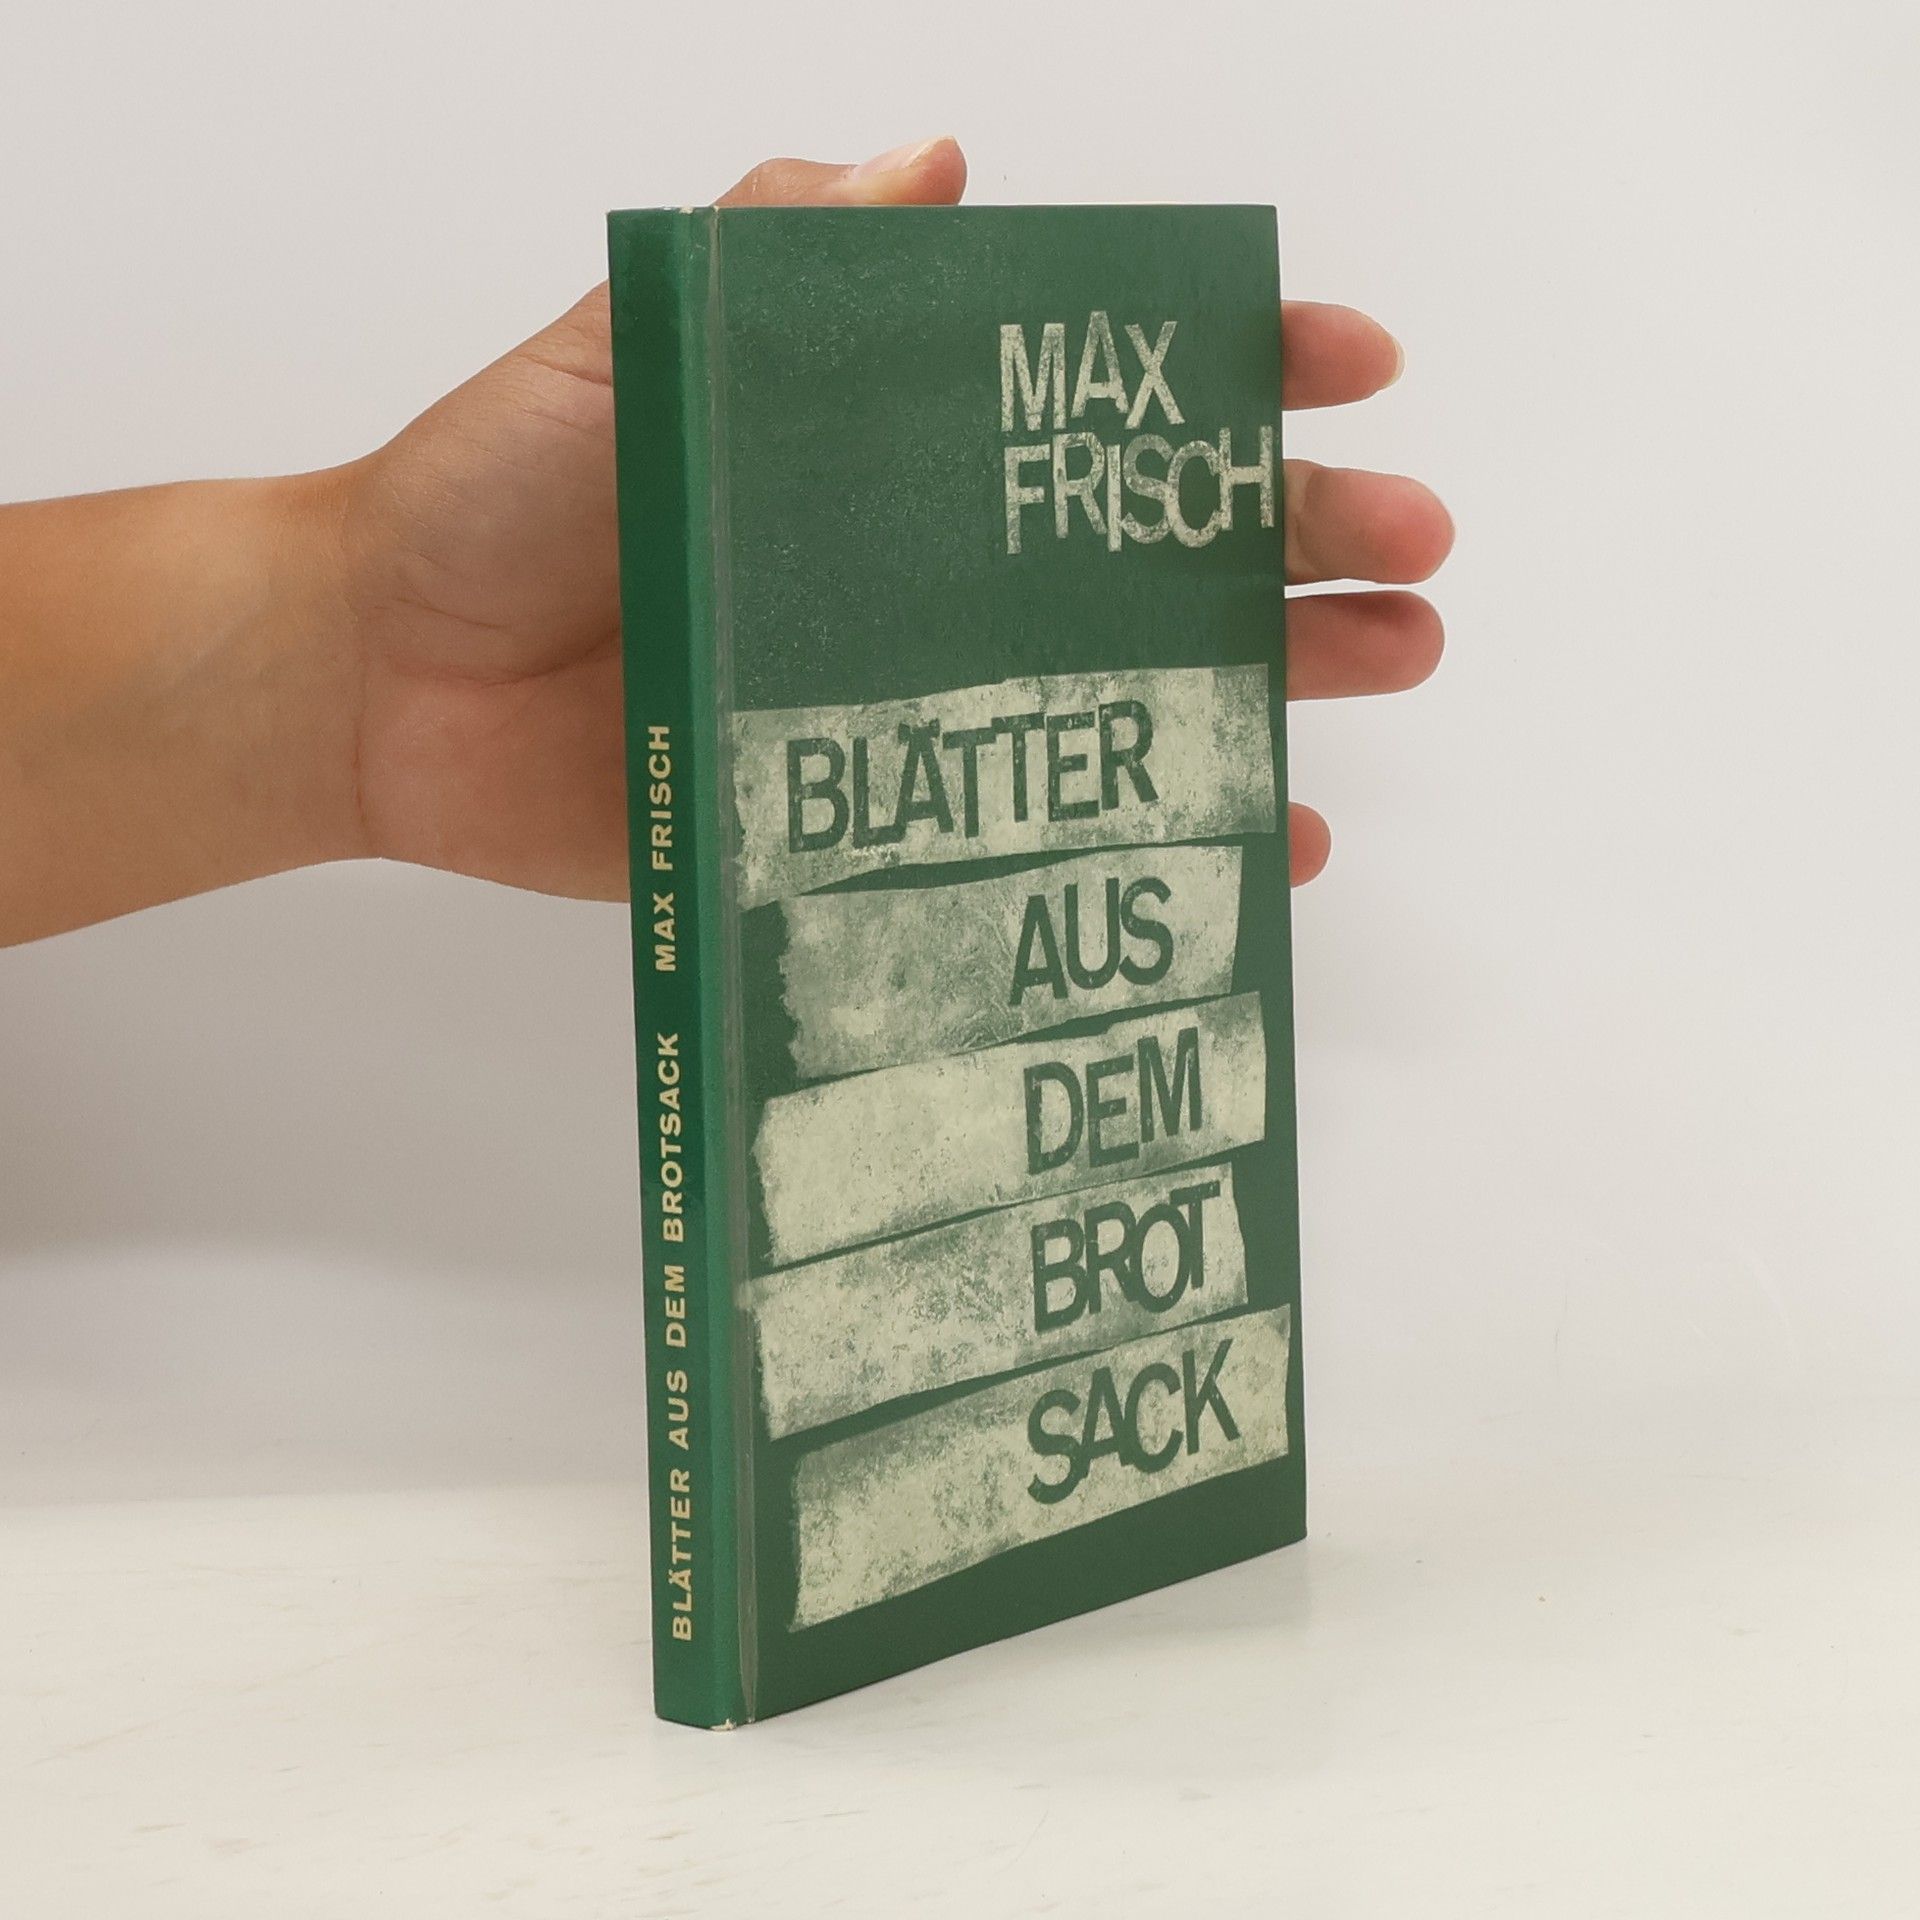 MAX
FRISCH
BLÄTTER
AUS
DEM
BROT
SACK
BLÄTTER AUS DEM BROTSACK MAX FRISCH